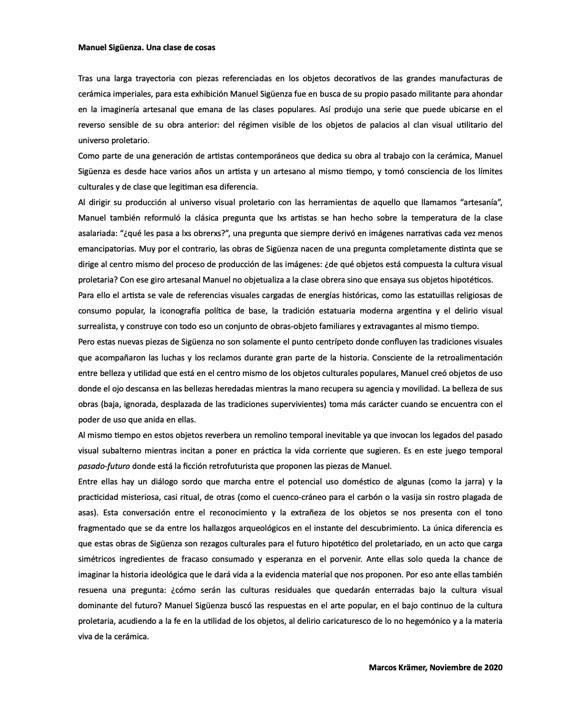 Manuel Sigüenza. Una clase de cosas
Tras una larga trayectoria con piezas referenciadas en los objetos decorativos de las grandes manufacturas de
cerámica imperiales, para esta exhibición Manuel Sigüenza fue en busca de su propio pasado militante para ahondar
en la imaginería artesanal que emana de las clases populares. Así produjo una serie que puede ubicarse en el
reverso sensible de su obra anterior: del régimen visible de los objetos de palacios al clan visual utilitario del
universo proletario.
Como parte de una generación de artistas contemporáneos que dedica su obra al trabajo con la cerámica, Manuel
Sigüenza es desde hace varios años un artista y un artesano al mismo tiempo, y tomó consciencia de los límites
culturales y de clase que legitiman esa diferencia.
Al dirigir su producción al universo visual proletario con las herramientas de aquello que llamamos “artesanía”,
Manuel también reformuló la clásica pregunta que lxs artistas se han hecho sobre la temperatura de la clase
asalariada: “¿qué les pasa a lxs obrerxs?”, una pregunta que siempre derivó en imágenes narrativas cada vez menos
emancipatorias. Muy por el contrario, las obras de Sigüenza nacen de una pregunta completamente distinta que se
dirige al centro mismo del proceso de producción de las imágenes: ¿de qué objetos está compuesta la cultura visual
proletaria? Con ese giro artesanal Manuel no objetualiza a la clase obrera sino que ensaya sus objetos hipotéticos.
Para ello el artista se vale de referencias visuales cargadas de energías históricas, como las estatuillas religiosas de
consumo popular, la iconografía política de base, la tradición estatuaria moderna argentina y el delirio visual
surrealista, y construye con todo eso un conjunto de obras-objeto familiares y extravagantes al mismo tiempo.
Pero estas nuevas piezas de Sigüenza no son solamente el punto centrípeto donde confluyen las tradiciones visuales
que acompañaron las luchas y los reclamos durante gran parte de la historia. Consciente de la retroalimentación
entre belleza y utilidad que está en el centro mismo de los objetos culturales populares, Manuel creó objetos de uso
donde el ojo descansa en las bellezas heredadas mientras la mano recupera su agencia y movilidad. La belleza de sus
obras (baja, ignorada, desplazada de las tradiciones supervivientes) toma más carácter cuando se encuentra con el
poder de uso que anida en ellas.
Al mismo tiempo en estos objetos reverbera un remolino temporal inevitable ya que invocan los legados del pasado
visual subalterno mientras incitan a poner en práctica la vida corriente que sugieren. Es en este juego temporal
pasado-futuro donde está la ficción retrofuturista que proponen las piezas de Manuel.
Entre ellas hay un diálogo sordo que marcha entre el potencial uso doméstico de algunas (como la jarra) y la
practicidad misteriosa, casi ritual, de otras (como el cuenco-cráneo para el carbón o la vasija sin rostro plagada de
asas). Esta conversación entre el reconocimiento y la extrañeza de los objetos se nos presenta con el tono
fragmentado que se da entre los hallazgos arqueológicos en el instante del descubrimiento. La única diferencia es
que estas obras de Sigüenza son rezagos culturales para el futuro hipotético del proletariado, en un acto que carga
simétricos ingredientes de fracaso consumado y esperanza en el porvenir. Ante ellas solo queda la chance de
imaginar la historia ideológica que le dará vida a la evidencia material que nos proponen. Por eso ante ellas también
resuena una pregunta: ¿cómo serán las culturas residuales que quedarán enterradas bajo la cultura visual
dominante del futuro? Manuel Sigüenza buscó las respuestas en el arte popular, en el bajo continuo de la cultura
proletaria, acudiendo a la fe en la utilidad de los objetos, al delirio caricaturesco de lo no hegemónico y a la materia
viva de la cerámica.
Marcos Krämer, Noviembre de 2020